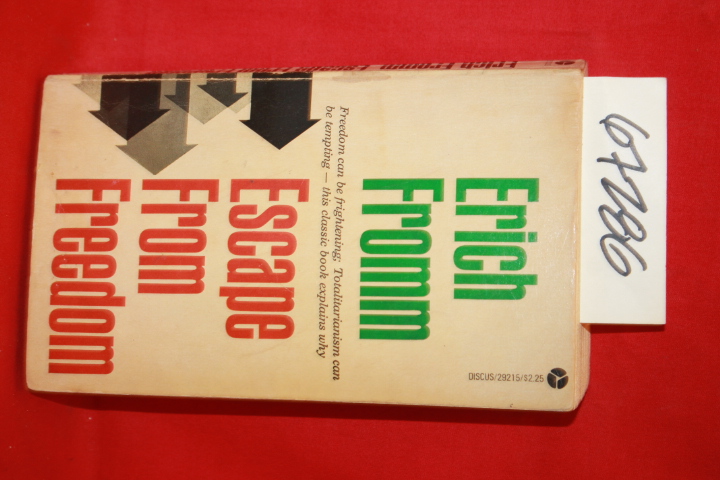 Erich
Fromm
Freedom can be frightening; Totalitarianism can
be tempting — this classic book explains why
Escape
From
Freedom
DISCUS/29215/$2.25
67286